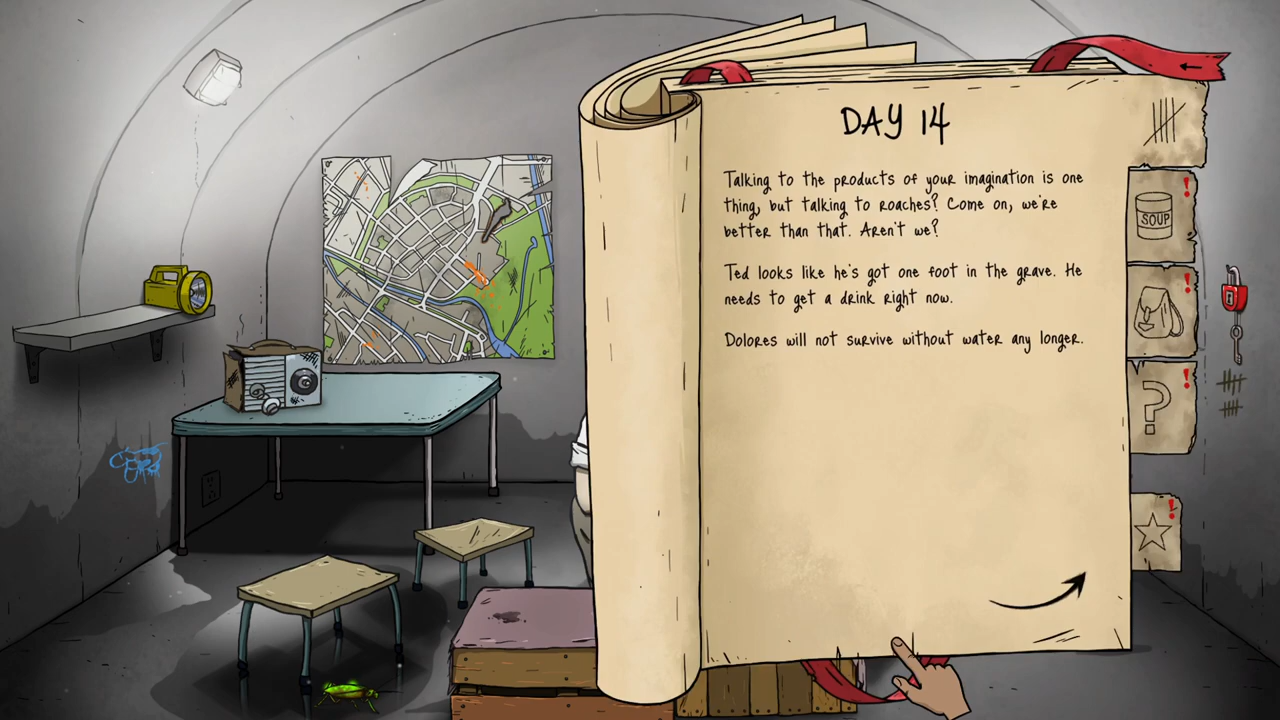 DAY 14
Talking to the products of your imagination is one
thing, but talking to roaches? Come on, we're
better than that. Aren't we?
Ted looks like he's got one foot in the grave. He
needs to get a drink right now.
Dolores will not survive without water any longer.
!
SOUP
!
!
?
!